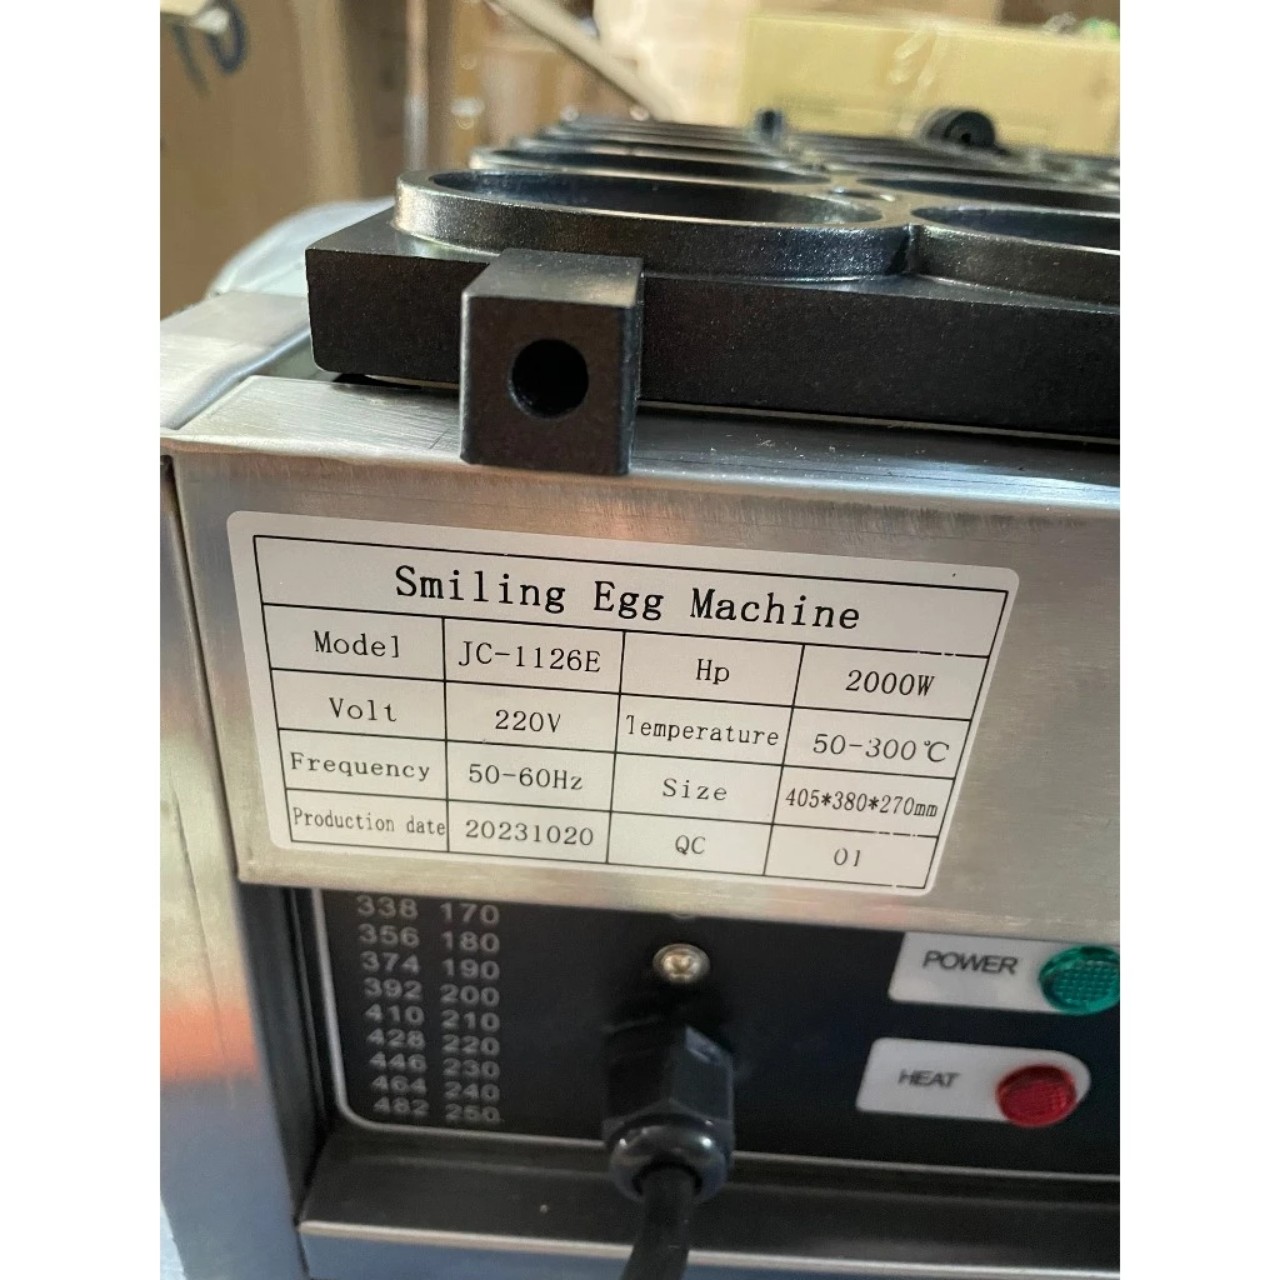 Smiling Egg Machine
Model JC-1126E Hp 2000W
Volt 220V Temperature 50-300℃
Frequency 50-60Hz Size 405*380*270mm
Production date 20231020 QC 01
338 170
356 180
374 190
392 200
410 210
428 220
446 230
464 240
482 250
POWER
HEAT